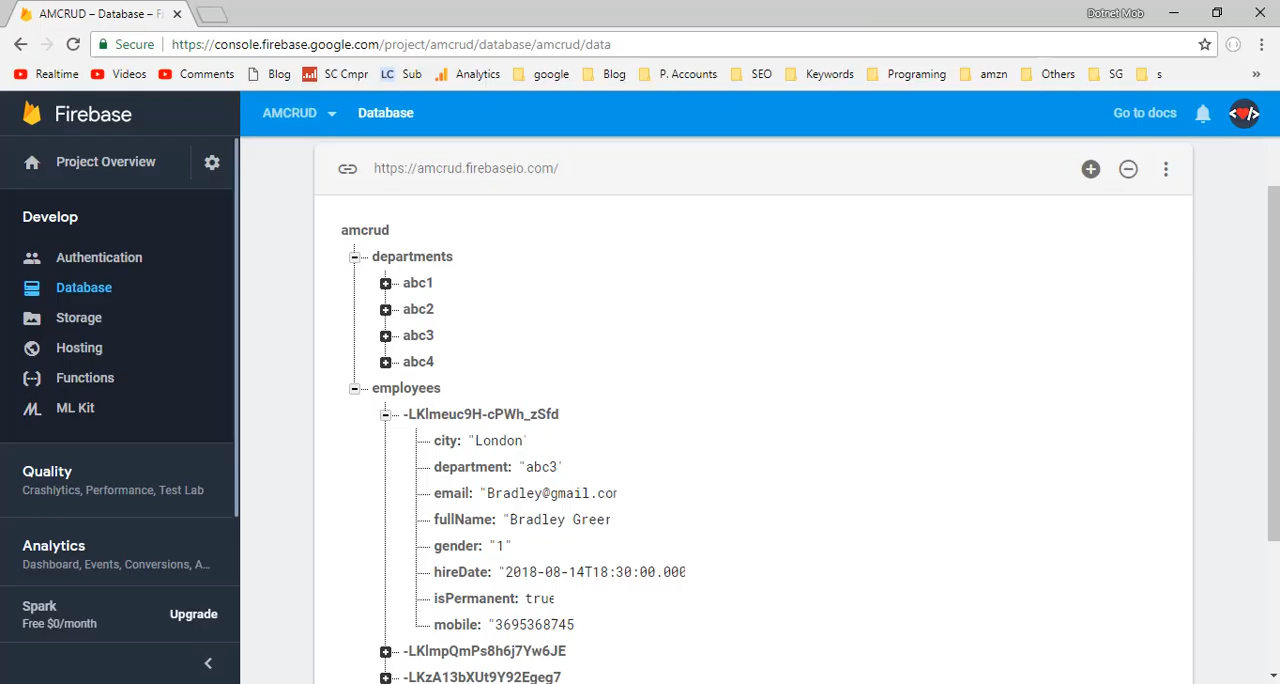 AMCRUD – Database – Fi
Dotnet Mob
Secure
https://console.firebase.google.com/project/amcrud/database/amcrud/data
Realtime Videos Comments Blog SC Cmpr LC Sub Analytics google Blog P. Accounts SEO Keywords Programing amzn Others SG s »
Firebase
AMCRUD Database Go to docs
Project Overview
https://amcrud.firebaseio.com/
Develop
Authentication
Database
Storage
Hosting
Functions
ML Kit
Quality
Crashlytics, Performance, Test Lab
Analytics
Dashboard, Events, Conversions, A...
Spark
Free $0/month
Upgrade
amcrud
departments
abc1
abc2
abc3
abc4
employees
-LKlmeuc9H-cPWh_zSfd
city: "London"
department: "abc3"
email: "Bradley@gmail.com
fullName: "Bradley Green
gender: "1"
hireDate: "2018-08-14T18:30:00.000
isPermanent: true
mobile: "3695368745
-LKlmpQmPs8h6j7Yw6JE
-LKzA13bXUt9Y92Egeg7